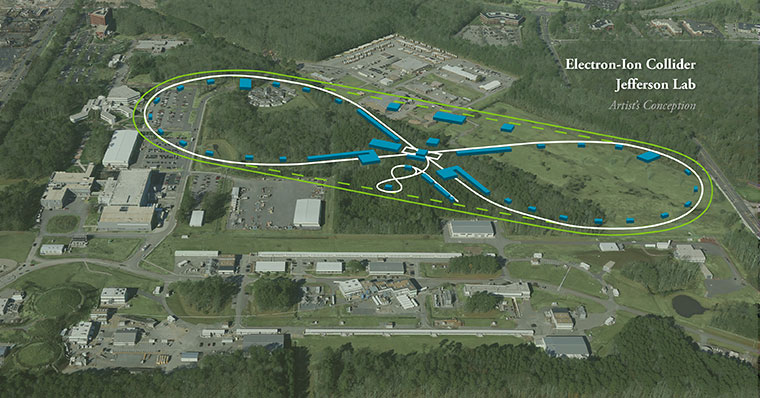 Electron-Ion Collider
Jefferson Lab
Artist's Conception